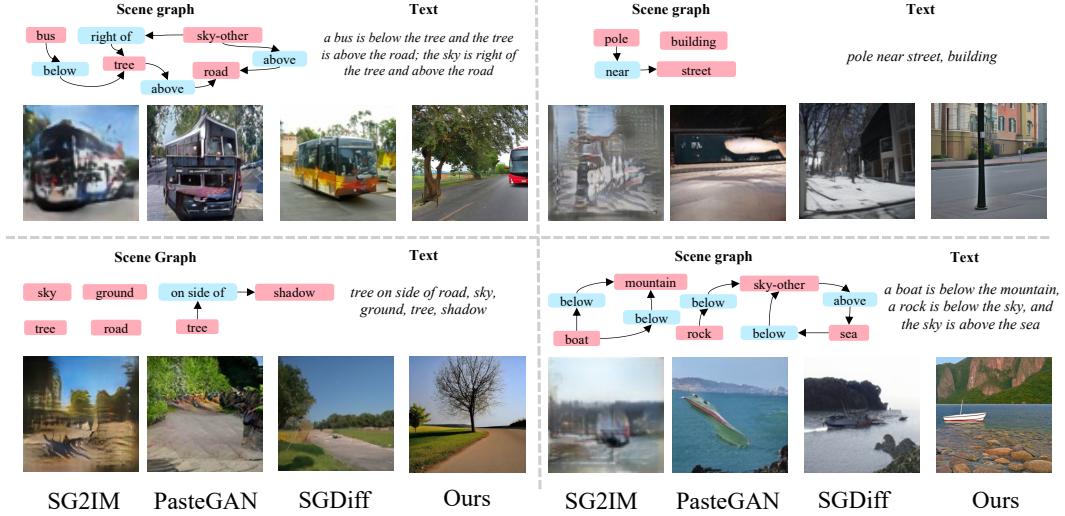 Scene graph
Text
bus
right of
sky-other
below
tree
road
above
above
a bus is below the tree and the tree
is above the road; the sky is right of
the tree and above the road
Scene graph
Text
pole
building
near
street
pole near street, building
Scene Graph
Text
sky
ground
on side of
shadow
tree
road
tree
tree on side of road, sky,
ground, tree, shadow
Scene graph
Text
mountain
sky-other
below
below
above
below
boat
rock
below
sea
a boat is below the mountain,
a rock is below the sky, and
the sky is above the sea
SG2IM
PasteGAN
SGDiff
Ours
SG2IM
PasteGAN
SGDiff
Ours